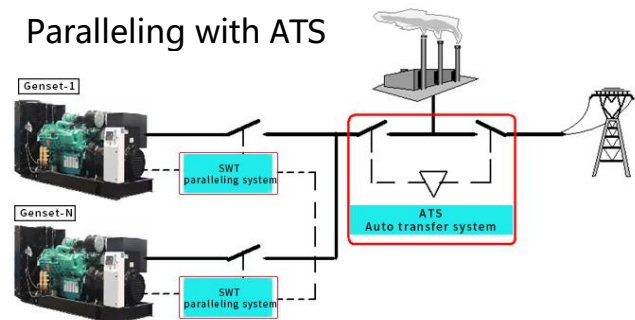 Paralleling with ATS
Genset-1
SWT
paralleling system
ATS
Auto transfer system
Genset-N
SWT
paralleling system